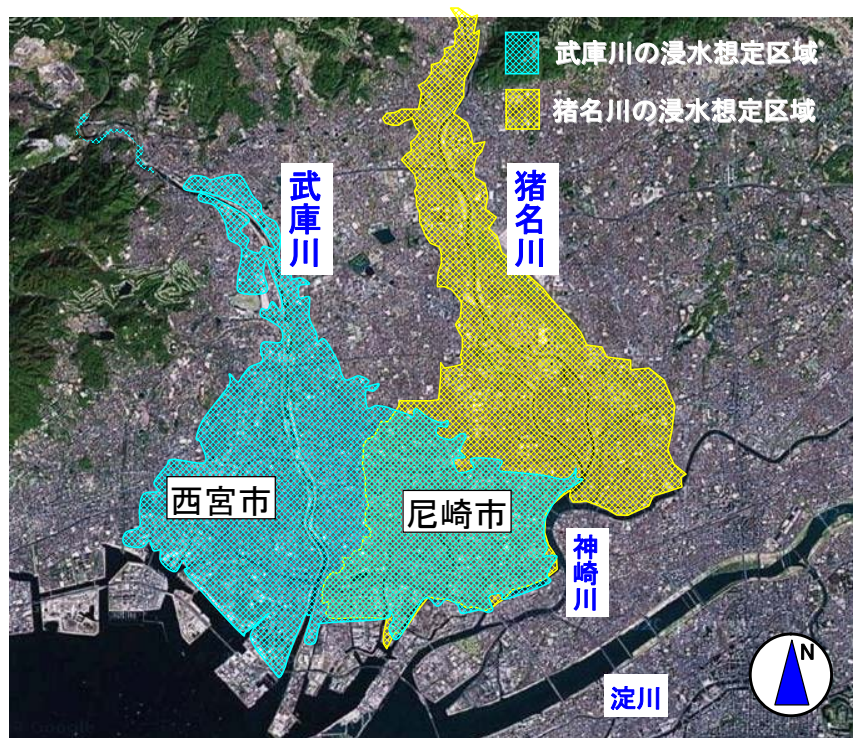 武庫川の浸水想定区域
猪名川の浸水想定区域
武庫川
猪名川
西宮市
尼崎市
神崎川
淀川
N
Google